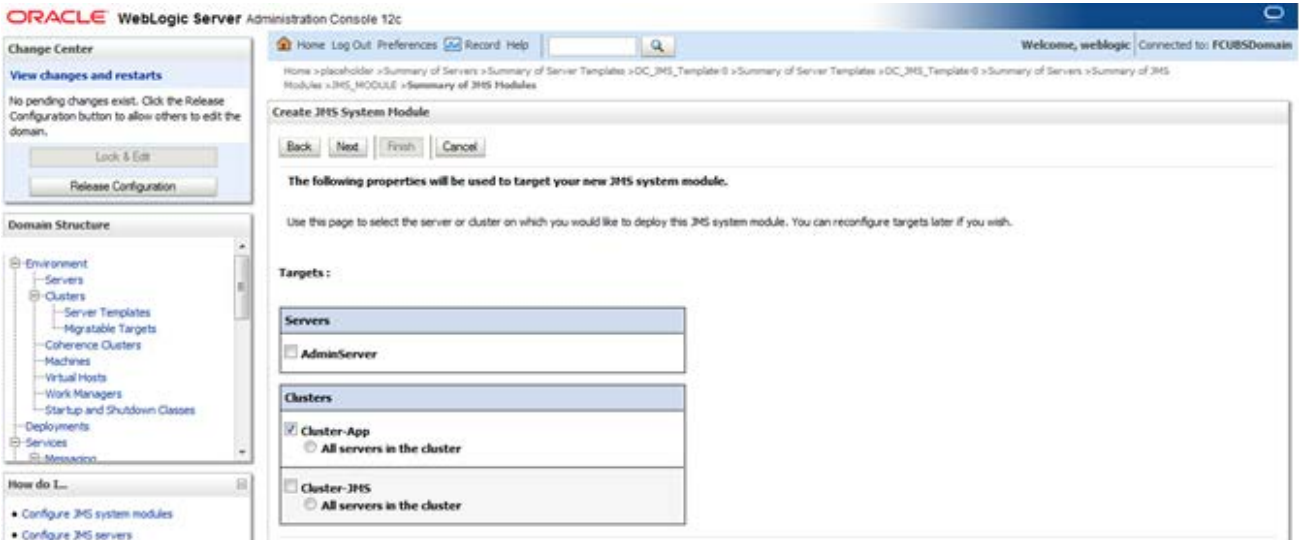 ORACLE WebLogic Server Administration Console 12c
Change Center
View changes and restarts
No pending changes exist. Click the Release
Configuration button to allow others to edit the
domain.
Lock & Edit
Release Configuration
Domain Structure
Environment
Servers
Clusters
Server Templates
Migratable Targets
Coherence Clusters
Machines
Virtual Hosts
Work Managers
Startup and Shutdown Classes
Deployments
Services
Messaging
How do I...
Configure JMS system modules
Configure JMS servers
Home Log Out Preferences Record Help
Welcome, weblogic Connected to: FCUBSDomain
Home >placeholder >Summary of Servers >Summary of Server Templates >DC_JMS_Template-0 >Summary of Server Templates >DC_JMS_Template-0 >Summary of Servers >Summary of JMS
Modules >JMS_MODULE >Summary of JMS Modules
Create JMS System Module
Back Next Finish Cancel
The following properties will be used to target your new JMS system module.
Use this page to select the server or cluster on which you would like to deploy this JMS system module. You can reconfigure targets later if you wish.
Targets :
Servers
AdminServer
Clusters
Cluster-App
All servers in the cluster
Cluster-JMS
All servers in the cluster